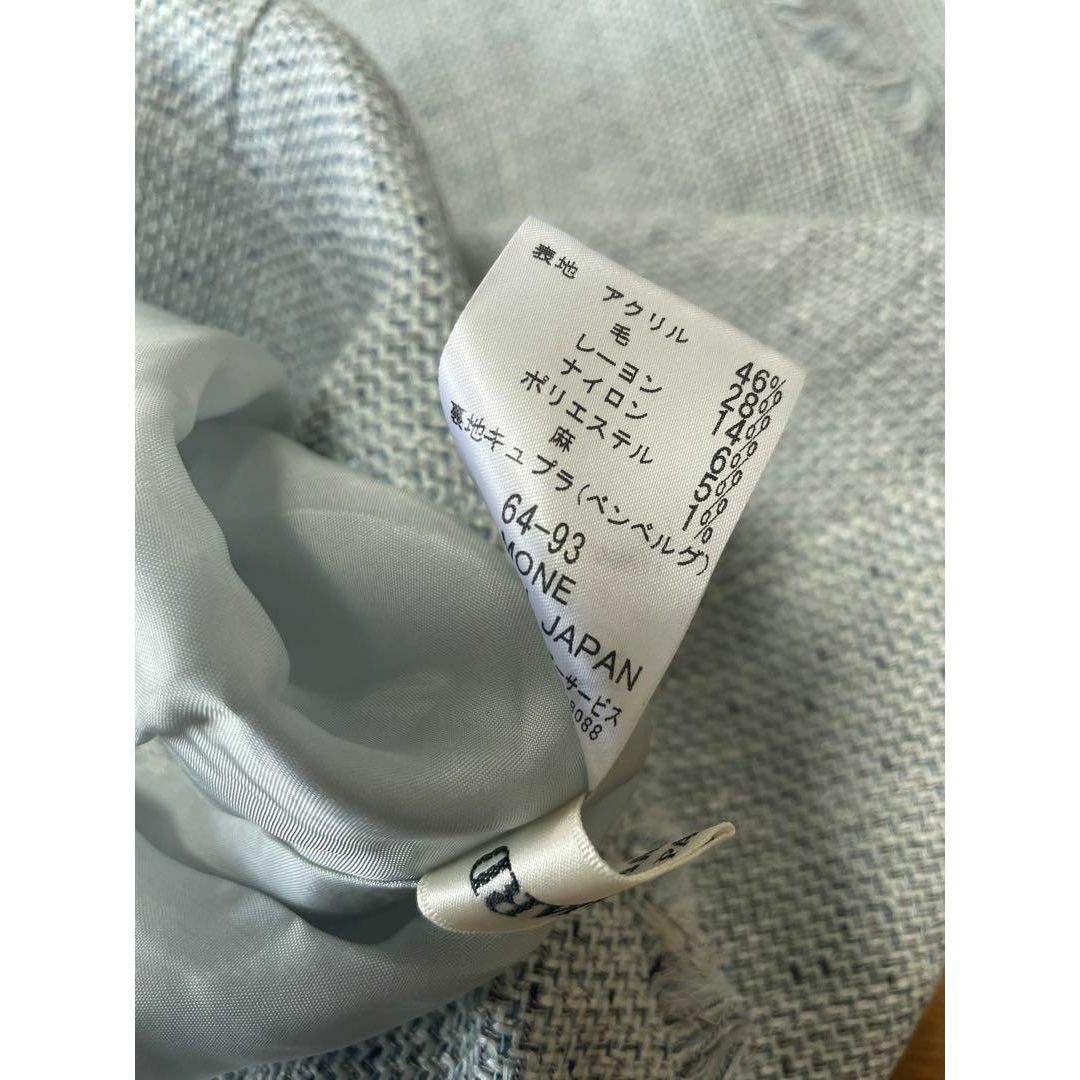 表地 アクリル 46%
毛 28%
レーヨン 14%
ナイロン 6%
ポリエステル 5%
麻 1%
裏地キュプラ(ベンベルグ)
64-93
MONE
JAPAN
サービス
088